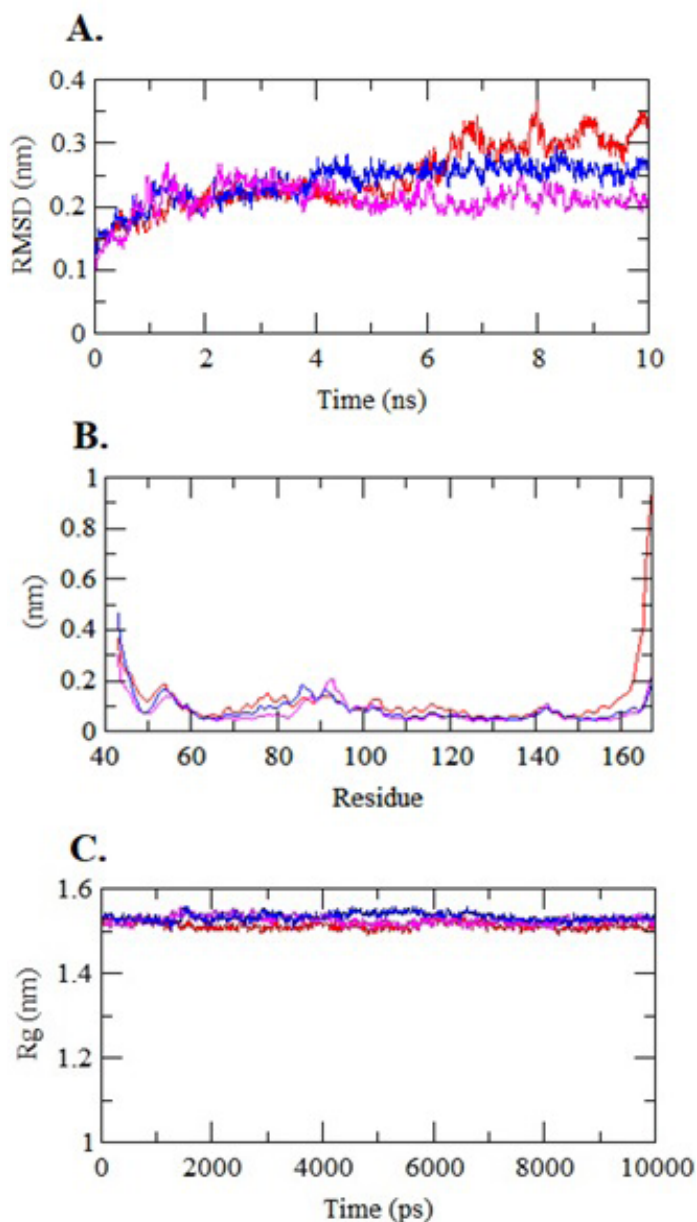 A.
0.4
0.3
0.2
0.1
0
RMSD (nm)
0 2 4 6 8 10
Time (ns)
B.
1
0.8
0.6
0.4
0.2
0
(nm)
40 60 80 100 120 140 160
Residue
C.
1.6
1.4
1.2
1
Rg (nm)
0 2000 4000 6000 8000 10000
Time (ps)